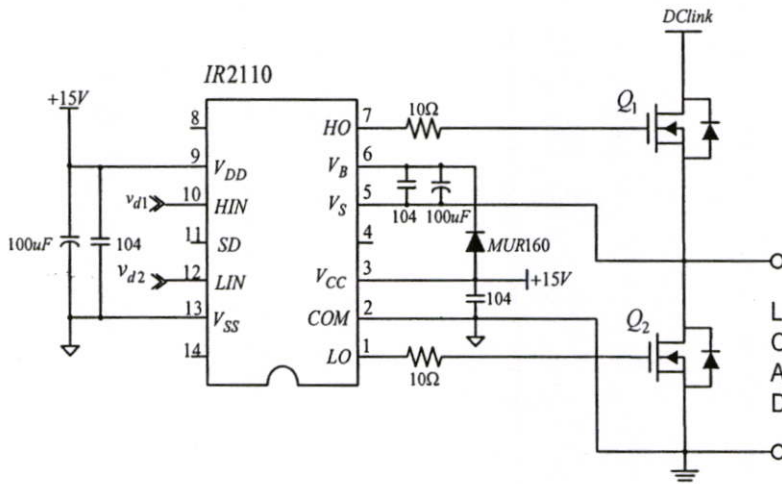 DClink
IR2110
+15V
Q1
10Ω
8
HO
7
9
VDD
VB
6
vd1
10
HIN
VS
5
104
100uF
100uF
104
11
SD
4
MUR160
vd2
12
LIN
VCC
3
+15V
104
13
VSS
COM
2
Q2
14
LO
1
10Ω
L
O
A
D